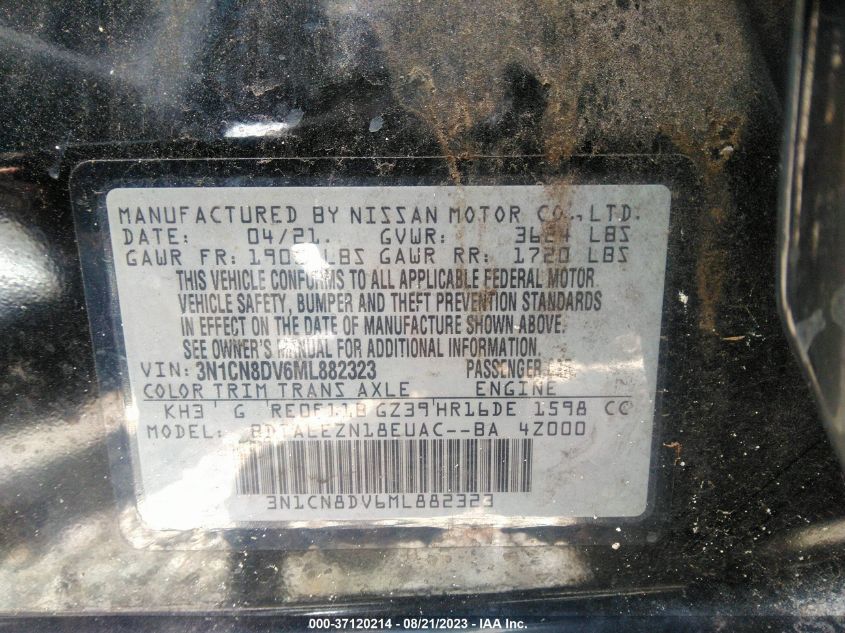 MANUFACTURED BY NISSAN MOTOR CO., LTD.
DATE: 04/21. GVWR: LBS
GAWR FR: LBS GAWR RR: 1720 LBS
THIS VEHICLE CONFORMS TO ALL APPLICABLE FEDERAL MOTOR
VEHICLE SAFETY, BUMPER AND THEFT PREVENTION STANDARDS
IN EFFECT ON THE DATE OF MANUFACTURE SHOWN ABOVE.
SEE OWNER'S MANUAL FOR ADDITIONAL INFORMATION.
VIN: 3N1CN8DV6ML882323 PASSENGER
COLOR TRIM TRANS AXLE ENGINE
KH3 G RE0F11B GZ39 HR16DE 1598 CC
MODEL: 4Z000
3N1CN8DV6ML882323
000-37120214 - 08/21/2023 - IAA Inc.